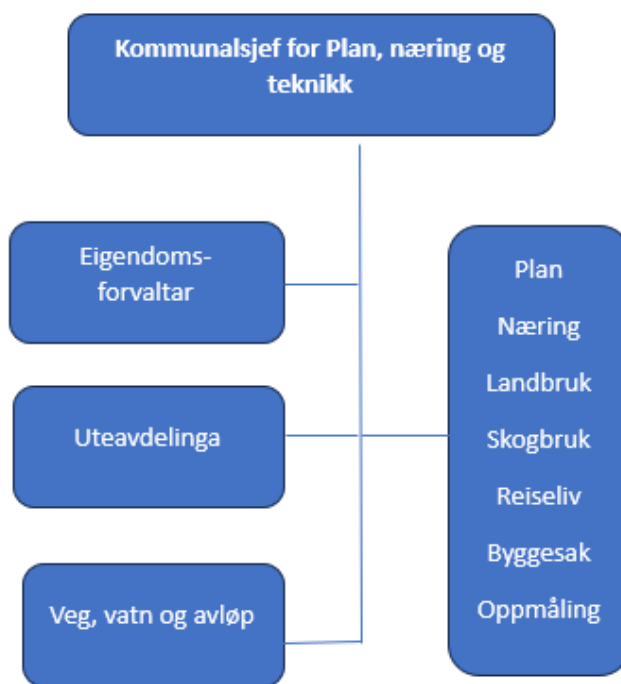 Kommunalsjef for Plan, næring og
teknikk
Eigendoms-
forvaltar
Uteavdelinga
Veg, vatn og avløp
Plan
Næring
Landbruk
Skogbruk
Reiseliv
Byggesak
Oppmåling